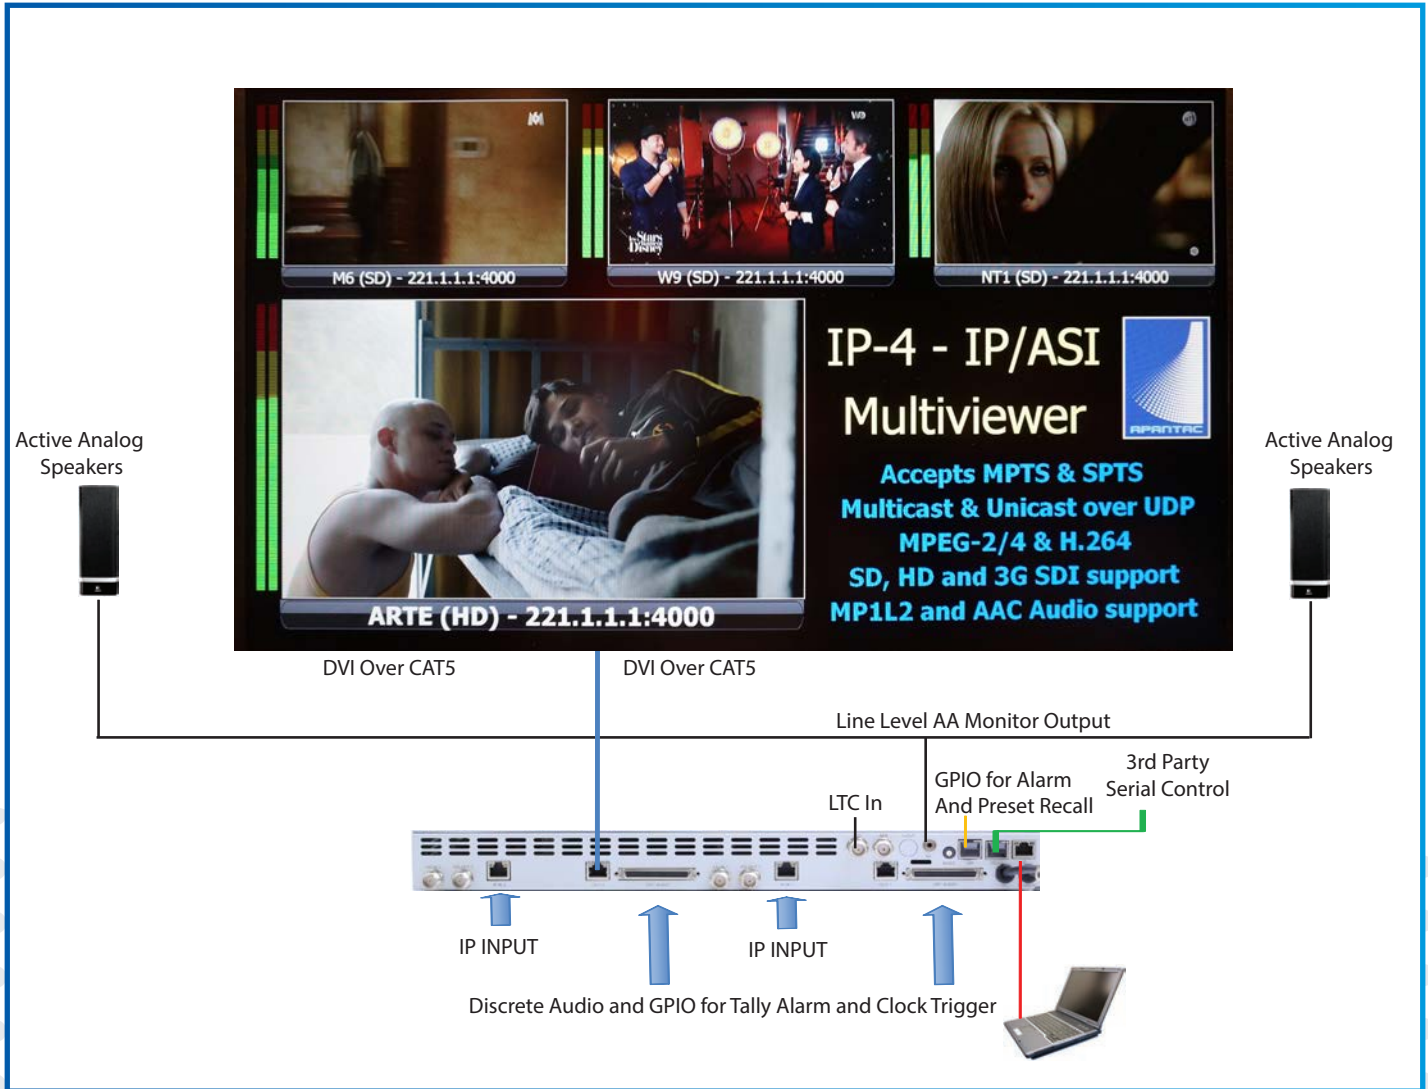 M6
W9
M6 (SD) - 221.1.1.1:4000
W9 (SD) - 221.1.1.1:4000
NT1 (SD) - 221.1.1.1:4000
Stars
Disney
IP-4 - IP/ASI
Multiviewer
APANTAC
Accepts MPTS & SPTS
Multicast & Unicast over UDP
MPEG-2/4 & H.264
SD, HD and 3G SDI support
MP1L2 and AAC Audio support
ARTE (HD) - 221.1.1.1:4000
Active Analog
Speakers
Active Analog
Speakers
DVI Over CAT5
DVI Over CAT5
Line Level AA Monitor Output
LTC In
GPIO for Alarm
And Preset Recall
3rd Party
Serial Control
IP INPUT
IP INPUT
Discrete Audio and GPIO for Tally Alarm and Clock Trigger